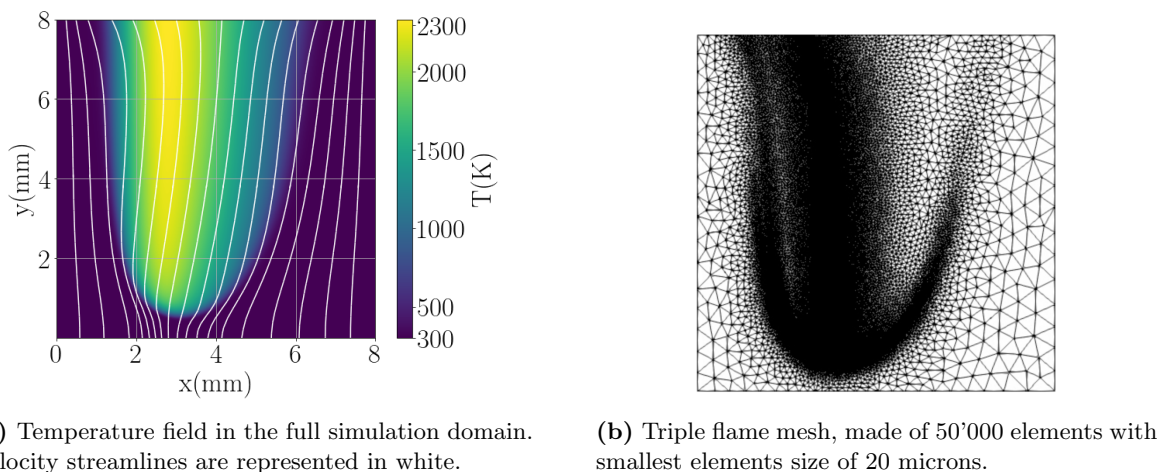 8
6
4
2
y(mm)
0 2 4 6 8
x(mm)
2300
2000
1500
1000
500
300
T(K)
) Temperature field in the full simulation domain.
locity streamlines are represented in white.
(b) Triple flame mesh, made of 50'000 elements with
smallest elements size of 20 microns.